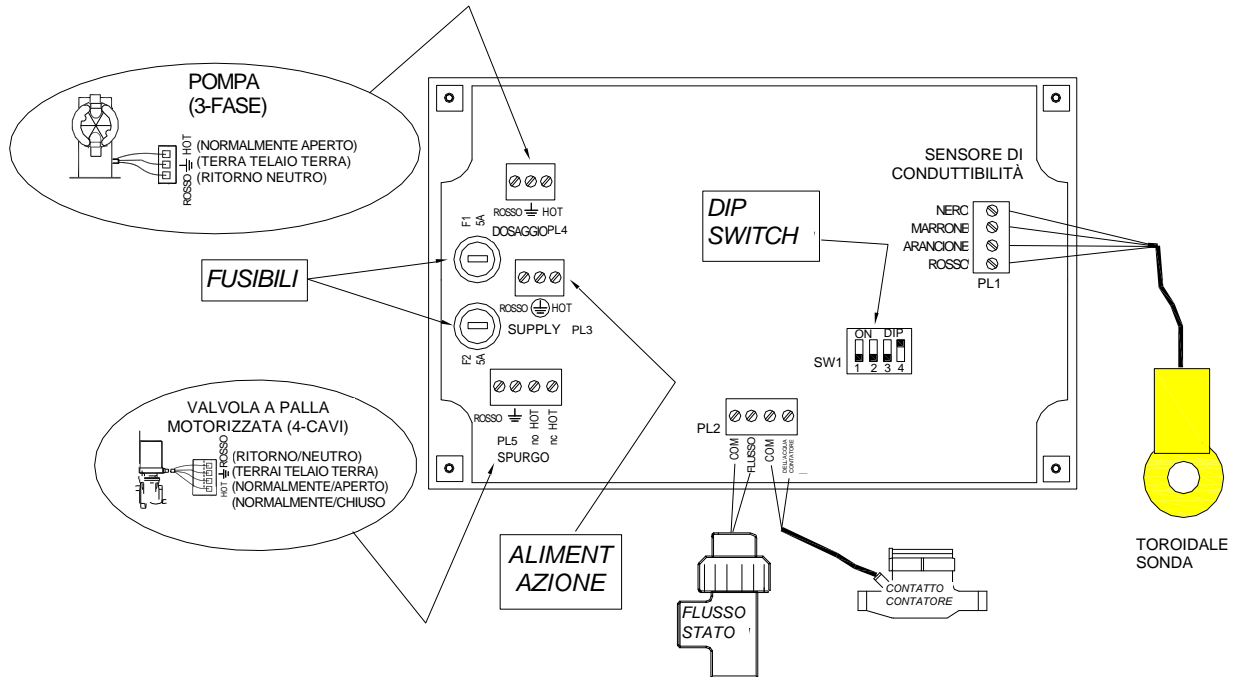 POMPA
(3-FASE)
HOT
ROSSO
(NORMALMENTE APERTO)
(TERRA TELAIO TERRA)
(RITORNO NEUTRO)
FUSIBILI
VALVOLA A PALLA
MOTORIZZATA (4-CAVI)
ROSSO
HOT
(RITORNO/NEUTRO)
(TERRAI TELAIO TERRA)
(NORMALMENTE/APERTO)
(NORMALMENTE/CHIUSO
ROSSO HOT
DOSAGGIO PL4
F1
5A
ROSSO HOT
SUPPLY PL3
F2
5A
ROSSO
no HOT
nc HOT
PL5
SPURGO
ALIMENT
AZIONE
DIP
SWITCH
SENSORE DI
CONDUTTIBILITÀ
NERO
MARRONE
ARANCIONE
ROSSO
PL1
ON DIP
SW1
1 2 3 4
PL2
COM
FLUSSO
COM
DELL'ACQUA
CONTATORE
FLUSSO
STATO
CONTATTO
CONTATORE
TOROIDALE
SONDA